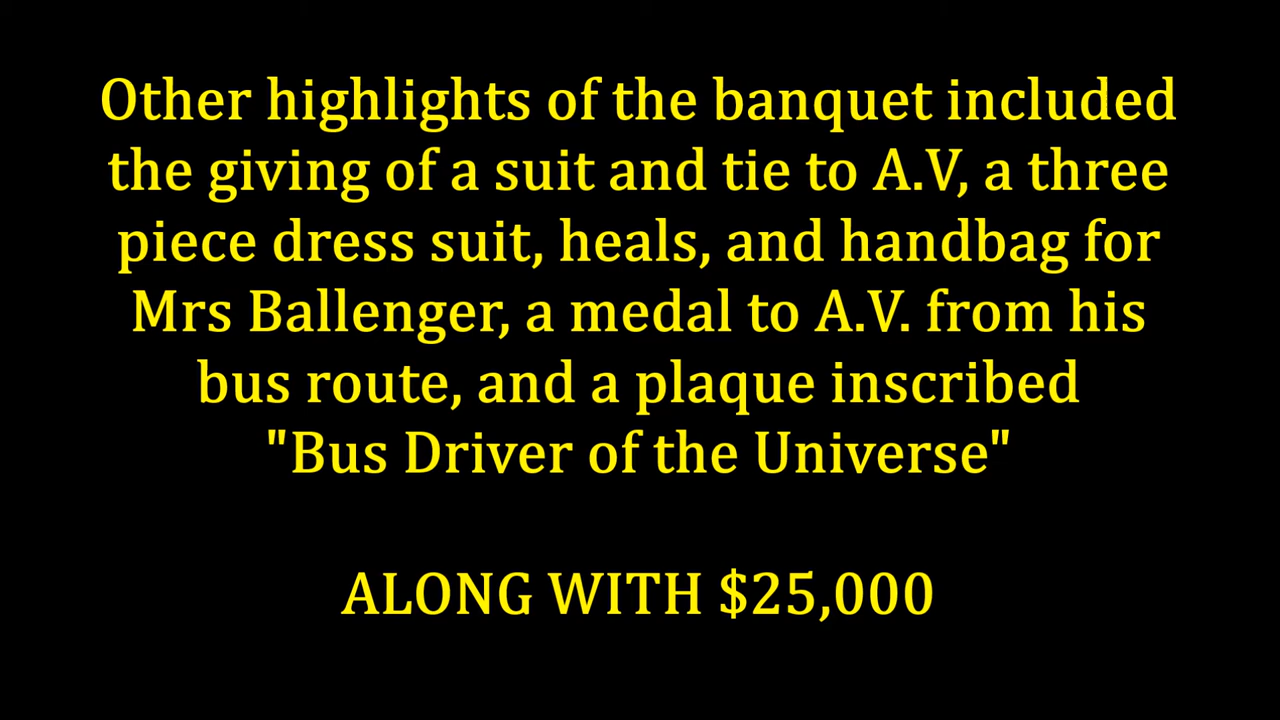 Other highlights of the banquet included
the giving of a suit and tie to A.V, a three
piece dress suit, heals, and handbag for
Mrs Ballenger, a medal to A.V. from his
bus route, and a plaque inscribed
"Bus Driver of the Universe"
ALONG WITH $25,000